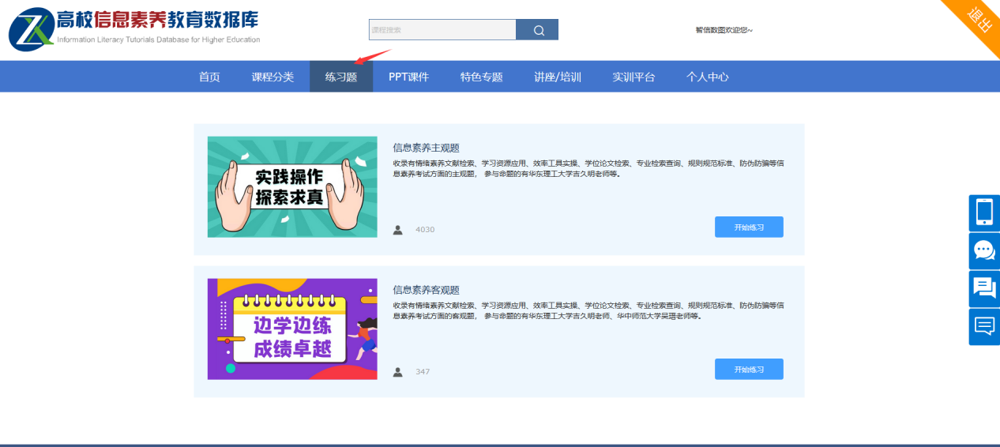 高校信息素养教育数据库
Information Literacy Tutorials Database for Higher Education
课程搜索
智信数图欢迎您~
退出
首页 课程分类 练习题 PPT课件 特色专题 讲座/培训 实训平台 个人中心
实践操作
探索求真
信息素养主观题
收录有情绪素养文献检索、学习资源应用、效率工具实操、学位论文检索、专业检索查询、规则规范标准、防伪防骗等信
息素养考试方面的主观题， 参与命题的有华东理工大学吉久明老师等。
4030
开始练习
边学边练
成绩卓越
信息素养客观题
收录有情绪素养文献检索、学习资源应用、效率工具实操、学位论文检索、专业检索查询、规则规范标准、防伪防骗等信
息素养考试方面的客观题， 参与命题的有华东理工大学吉久明老师、华中师范大学吴瑨老师等。
347
开始练习